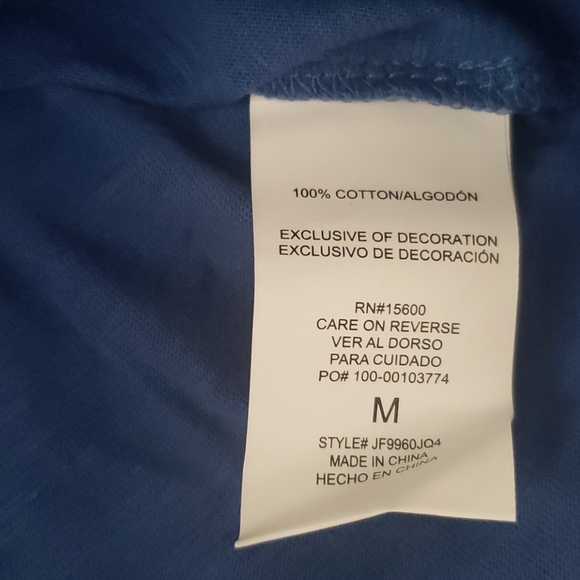 100% COTTON/ALGODÓN
EXCLUSIVE OF DECORATION
EXCLUSIVO DE DECORACIÓN
RN#15600
CARE ON REVERSE
VER AL DORSO
PARA CUIDADO
PO# 100-00103774
M
STYLE# JF9960JQ4
MADE IN CHINA
HECHO EN CHINA